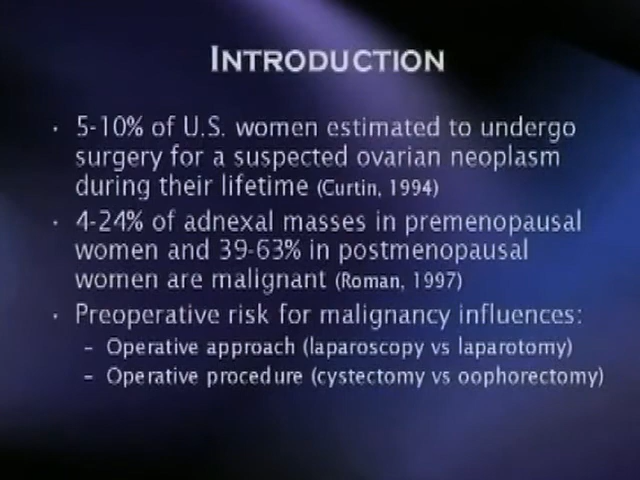 INTRODUCTION
· 5-10% of U.S. women estimated to undergo
surgery for a suspected ovarian neoplasm
during their lifetime (Curtin, 1994)
· 4-24% of adnexal masses in premenopausal
women and 39-63% in postmenopausal
women are malignant (Roman, 1997)
· Preoperative risk for malignancy influences:
– Operative approach (laparoscopy vs laparotomy)
– Operative procedure (cystectomy vs oophorectomy)